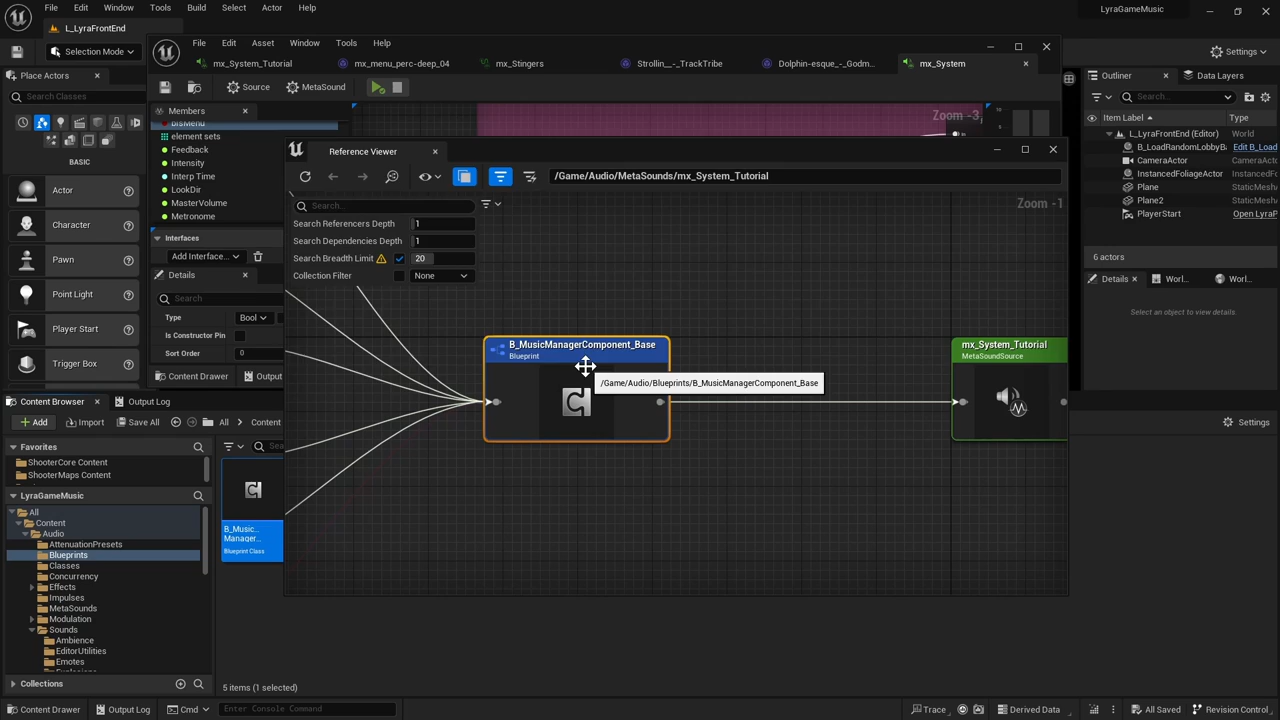 File Edit Window Tools Build Select Actor Help
LyraGameMusic
L_LyraFrontEnd
Selection Mode
Settings
File Edit Asset Window Tools Help
mx_System_Tutorial
mx_menu_perc-deep_04
mx_Stingers
Strollin__-_TrackTribe
Dolphin-esque_-_Godm...
mx_System
Source
MetaSound
Place Actors
Search Classes
BASIC
Actor
Character
Pawn
Point Light
Player Start
Trigger Box
Members
element sets
Feedback
Intensity
Interp Time
LookDir
MasterVolume
Metronome
Interfaces
Add Interface...
Details
Search
Type
Bool
Is Constructor Pin
Sort Order
0
Content Drawer
Zoom -3
Reference Viewer
/Game/Audio/MetaSounds/mx_System_Tutorial
Search...
Search Referencers Depth
1
Search Dependencies Depth
1
Search Breadth Limit
20
Collection Filter
None
Zoom -1
B_MusicManagerComponent_Base
Blueprint
/Game/Audio/Blueprints/B_MusicManagerComponent_Base
mx_System_Tutorial
MetaSoundSource
Outliner
Data Layers
Search...
Item Label
Type
L_LyraFrontEnd (Editor)
World
B_LoadRandomLobbyBa
Edit B_Load
CameraActor
CameraActor
InstancedFoliageActor
InstancedFol
Plane
StaticMesh
Plane2
StaticMesh
PlayerStart
Open LyraP
6 actors
Details
Worl...
Worl...
Select an object to view details
Content Browser
Output Log
Add
Import
Save All
All
Content
Settings
Favorites
ShooterCore Content
ShooterMaps Content
LyraGameMusic
All
Content
Audio
AttenuationPresets
Blueprints
Classes
Concurrency
Effects
Impulses
MetaSounds
Modulation
Sounds
Ambience
EditorUtilities
Emotes
Collections
B_Music...
Manager...
Blueprint Class
5 items (1 selected)
Content Drawer
Output Log
Cmd
Enter Console Command
Trace
Derived Data
All Saved
Revision Control